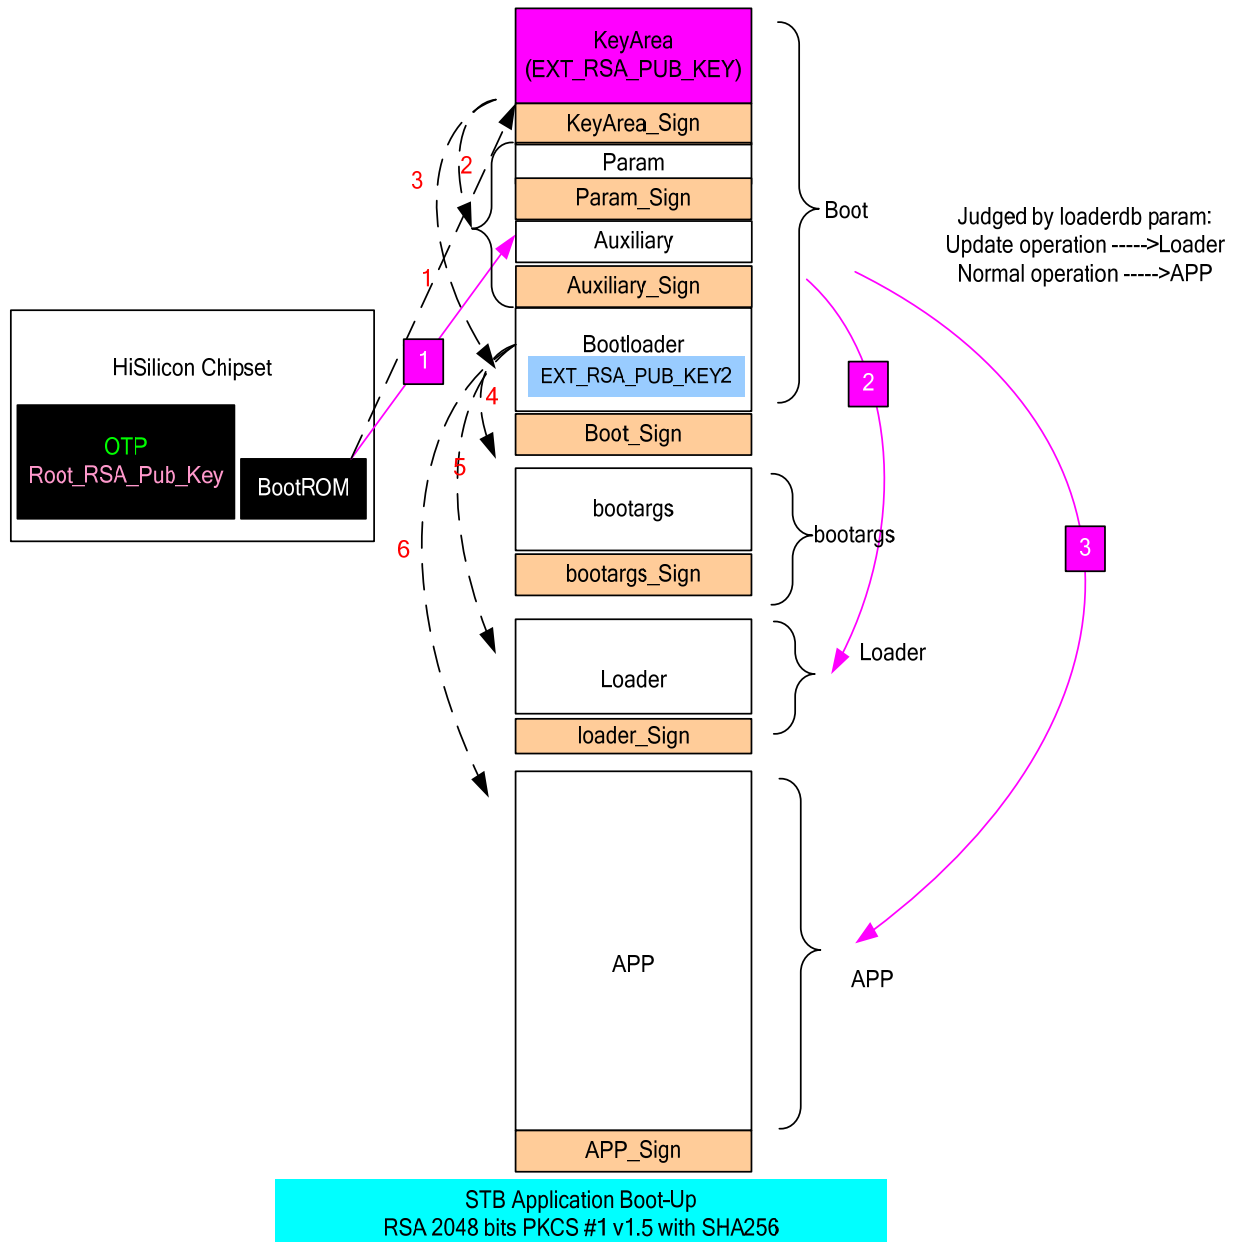 KeyArea
(EXT_RSA_PUB_KEY)
KeyArea_Sign
Param
Param_Sign
Auxiliary
Auxiliary_Sign
Bootloader
EXT_RSA_PUB_KEY2
Boot_Sign
bootargs
bootargs_Sign
Loader
loader_Sign
APP
APP_Sign
3
2
1
4
5
6
1
HiSilicon Chipset
OTP
Root_RSA_Pub_Key
BootROM
Boot
bootargs
Loader
APP
2
3
Judged by loaderdb param:
Update operation ----->Loader
Normal operation ----->APP
STB Application Boot-Up
RSA 2048 bits PKCS #1 v1.5 with SHA256